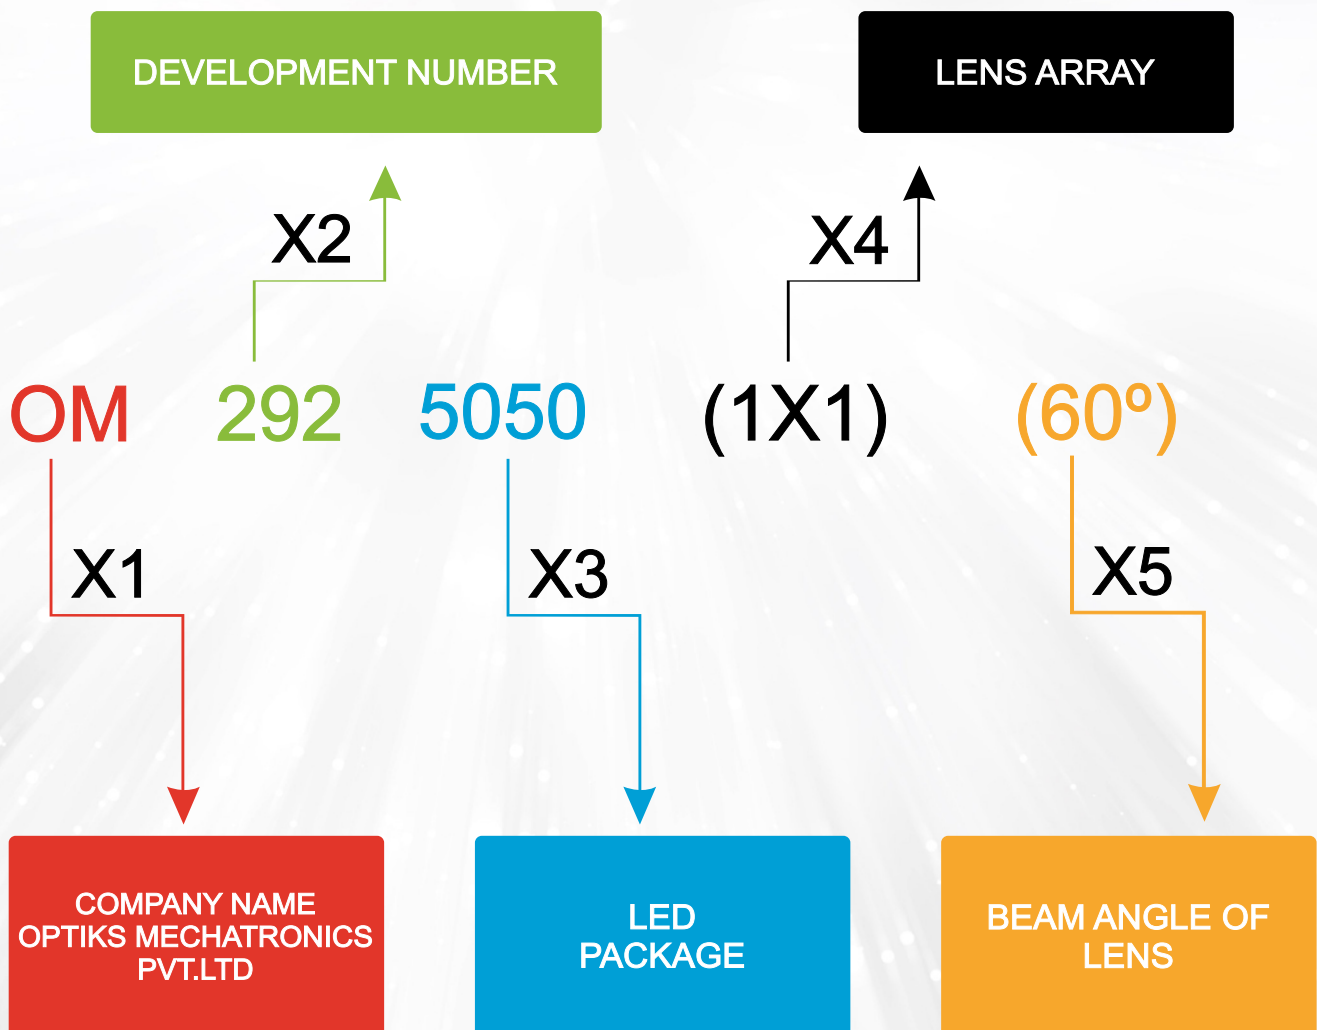 DEVELOPMENT NUMBER
LENS ARRAY
X2
X4
OM 292 5050 (1X1) (60º)
X1
X3
X5
COMPANY NAME
OPTIKS MECHATRONICS
PVT.LTD
LED
PACKAGE
BEAM ANGLE OF
LENS